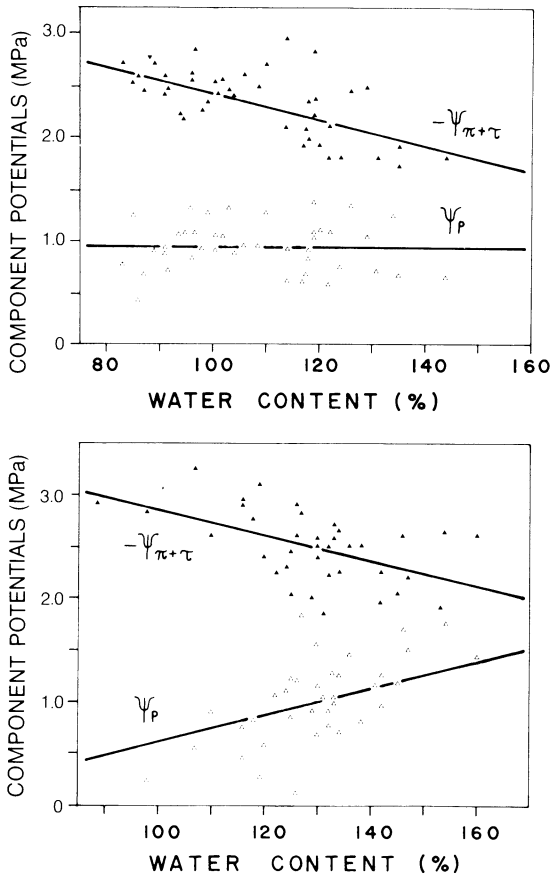 COMPONENT POTENTIALS (MPa)
3.0
2.0
1.0
0
-Ψπ+τ
Ψp
80 100 120 140 160
WATER CONTENT (%)
COMPONENT POTENTIALS (MPa)
3.0
2.0
1.0
0
-Ψπ+τ
Ψp
100 120 140 160
WATER CONTENT (%)